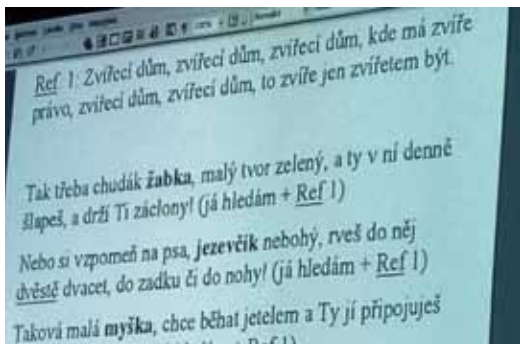 Ref 1: Zvířecí dům, zvířecí dům, zvířecí dům, kde má zvíře
právo, zvířecí dům, zvířecí dům, to zvíře jen zvířetem být.
Tak třeba chudák žabka, malý tvor zelený, a ty v ní denně
šlapeš, a drží Ti záclony! (já hledám + Ref 1)
Nebo si vzpomeň na psa, jezevčík nebohý, rveš do něj
dvěstě dvacet, do zadku či do nohy! (já hledám + Ref 1)
Taková malá myška, chce běhat jetelem a Ty jí připojuješ
Ref 1)